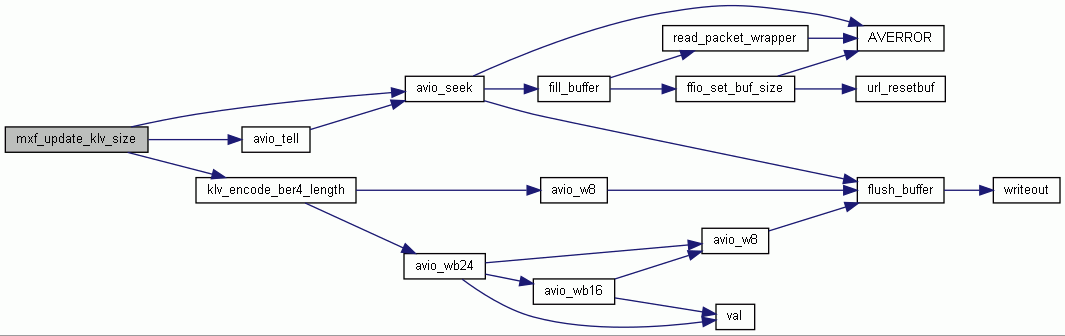 read_packet_wrapper
AVERROR
avio_seek
fill_buffer
ffio_set_buf_size
url_resetbuf
mxf_update_klv_size
avio_tell
klv_encode_ber4_length
avio_w8
flush_buffer
writeout
avio_w8
avio_wb24
avio_wb16
val